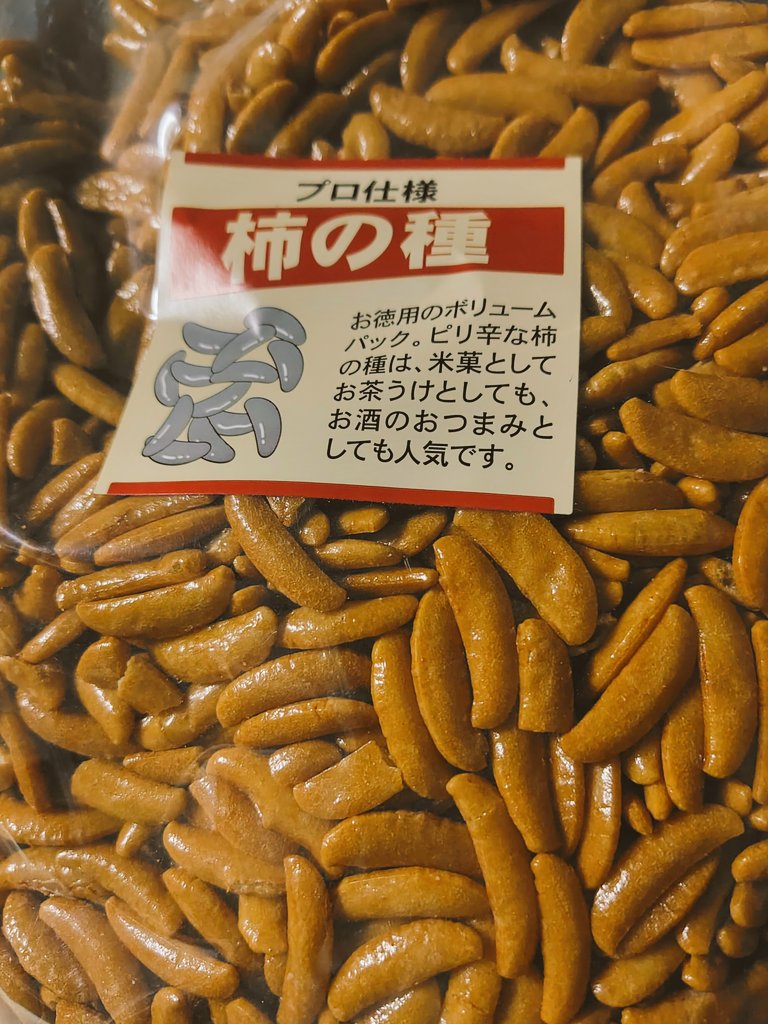 プロ仕様
柿の種
お徳用のボリューム
パック。ピリ辛な柿
の種は、米菓として
お茶うけとしても、
お酒のおつまみと
しても人気です。